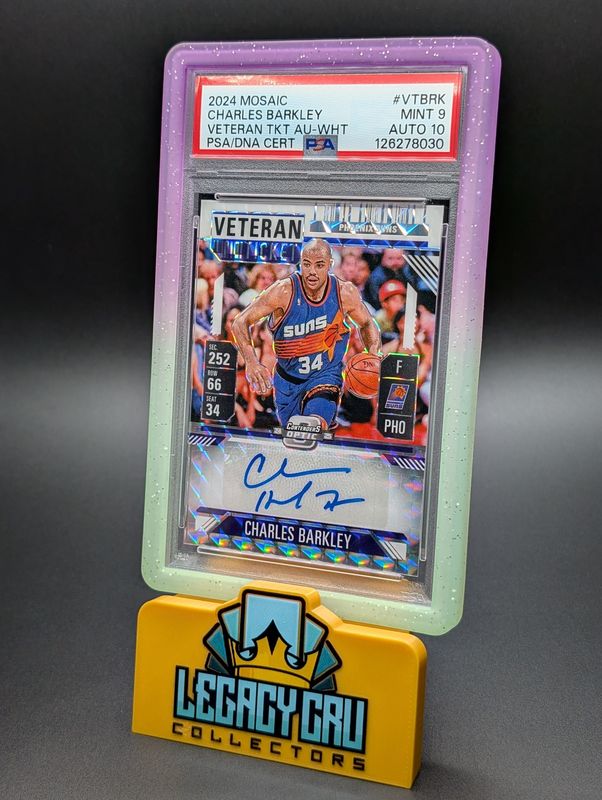 2024 MOSAIC #VTBRK
CHARLES BARKLEY MINT 9
VETERAN TKT AU-WHT AUTO 10
PSA/DNA CERT PSA 126278030
VETERAN
TICKET
PHOENIX SUNS
SUNS
34
SEC.
252
ROW
66
SEAT
34
F
PHO
CONTENDERS
OPTIC
CHARLES BARKLEY
LEGACY CRU
COLLECTORS